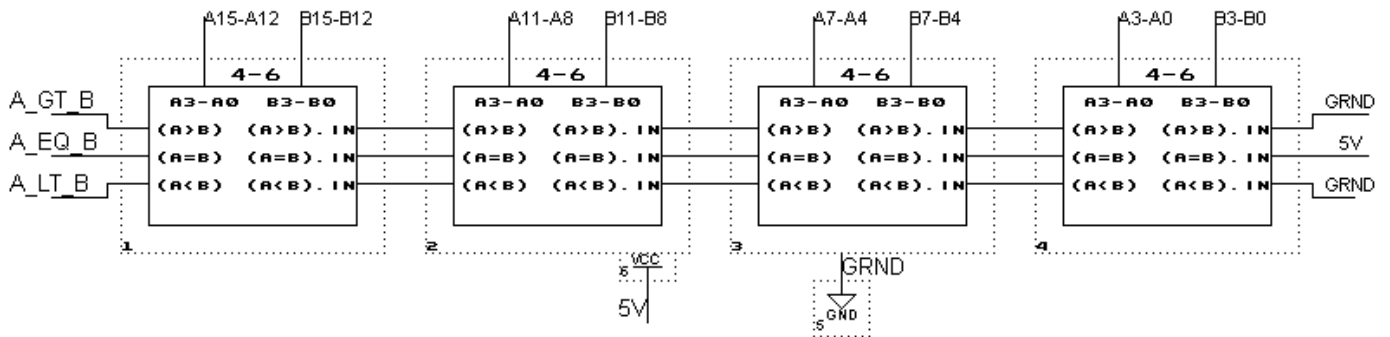 A15-A12 B15-B12 A11-A8 B11-B8 A7-A4 B7-B4 A3-A0 B3-B0
4-6 4-6 4-6 4-6
A_GT_B A3-A0 B3-B0 A3-A0 B3-B0 A3-A0 B3-B0 A3-A0 B3-B0 GRND
(A>B) (A>B).IN (A>B) (A>B).IN (A>B) (A>B).IN (A>B) (A>B).IN
A_EQ_B (A=B) (A=B).IN (A=B) (A=B).IN (A=B) (A=B).IN (A=B) (A=B).IN 5V
A_LT_B (A<B) (A<B).IN (A<B) (A<B).IN (A<B) (A<B).IN (A<B) (A<B).IN GRND
1 2 3 4
6 VCC GRND
5V GND
5